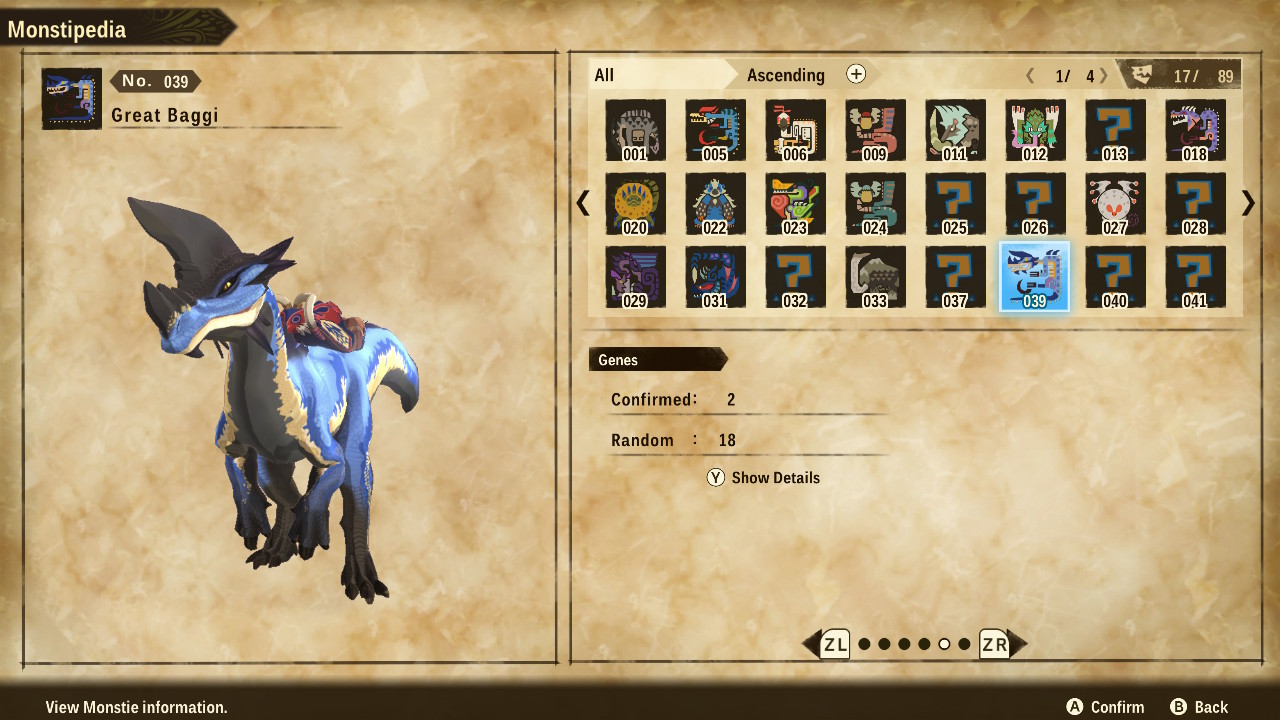 Monstipedia
No. 039
Great Baggi
All
Ascending
1/ 4
17/ 89
001 005 006 009 011 012 013 018
020 022 023 024 025 026 027 028
029 031 032 033 037 039 040 041
Genes
Confirmed: 2
Random : 18
Y Show Details
ZL ZR
View Monstie information.
A Confirm B Back